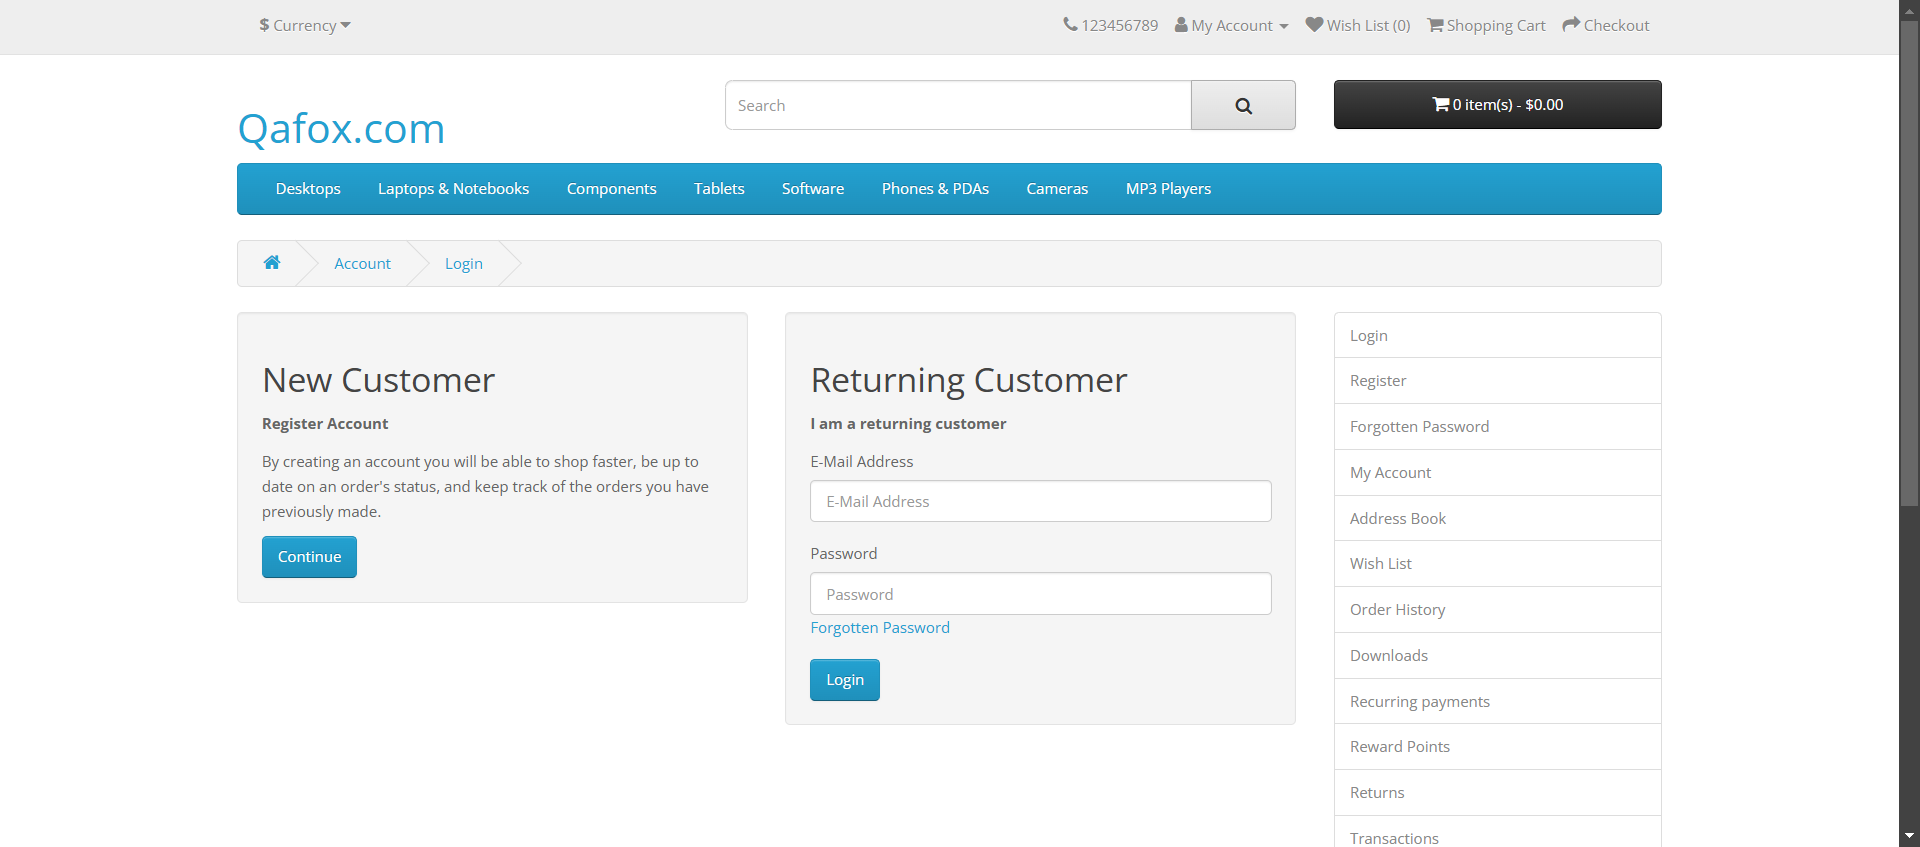 $ Currency
123456789 My Account Wish List (0) Shopping Cart Checkout
Qafox.com
Search
0 item(s) - $0.00
Desktops Laptops & Notebooks Components Tablets Software Phones & PDAs Cameras MP3 Players
Account Login
New Customer
Register Account
By creating an account you will be able to shop faster, be up to
date on an order's status, and keep track of the orders you have
previously made.
Continue
Returning Customer
I am a returning customer
E-Mail Address
E-Mail Address
Password
Password
Forgotten Password
Login
Login
Register
Forgotten Password
My Account
Address Book
Wish List
Order History
Downloads
Recurring payments
Reward Points
Returns
Transactions